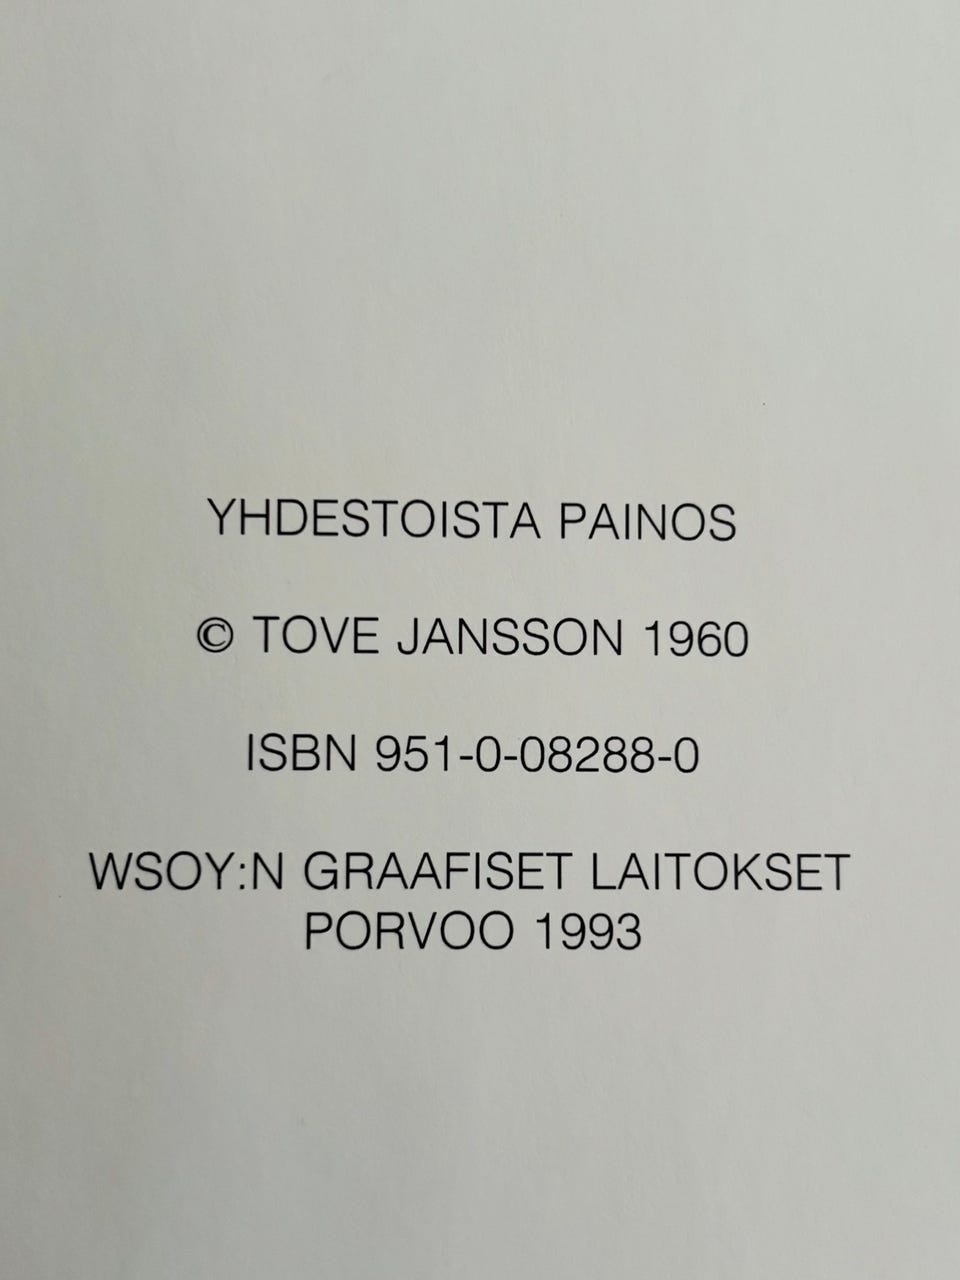 YHDESTOISTA PAINOS
© TOVE JANSSON 1960
ISBN 951-0-08288-0
WSOY:N GRAAFISET LAITOKSET
PORVOO 1993